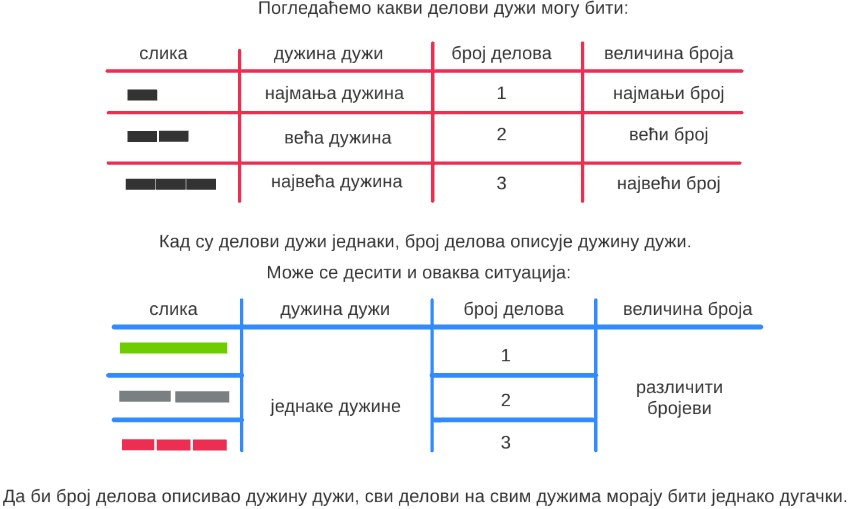 Погледаћемо какви делови дужи могу бити:
слика дужина дужи број делова величина броја
најмања дужина 1 најмањи број
већа дужина 2 већи број
највећа дужина 3 највећи број
Кад су делови дужи једнаки, број делова описује дужину дужи.
Може се десити и оваква ситуација:
слика дужина дужи број делова величина броја
1
једнаке дужине 2 различити
бројеви
3
Да би број делова описивао дужину дужи, сви делови на свим дужима морају бити једнако дугачки.